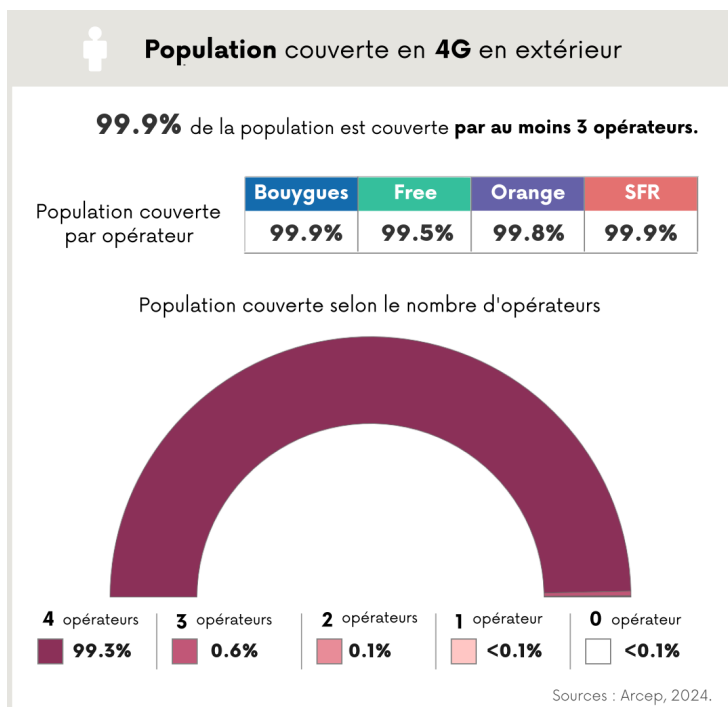 Population couverte en 4G en extérieur
99.9% de la population est couverte par au moins 3 opérateurs.
Bouygues Free Orange SFR
Population couverte par opérateur
99.9% 99.5% 99.8% 99.9%
Population couverte selon le nombre d'opérateurs
4 opérateurs 3 opérateurs 2 opérateurs 1 opérateur 0 opérateur
99.3% 0.6% 0.1% <0.1% <0.1%
Sources : Arcep, 2024.